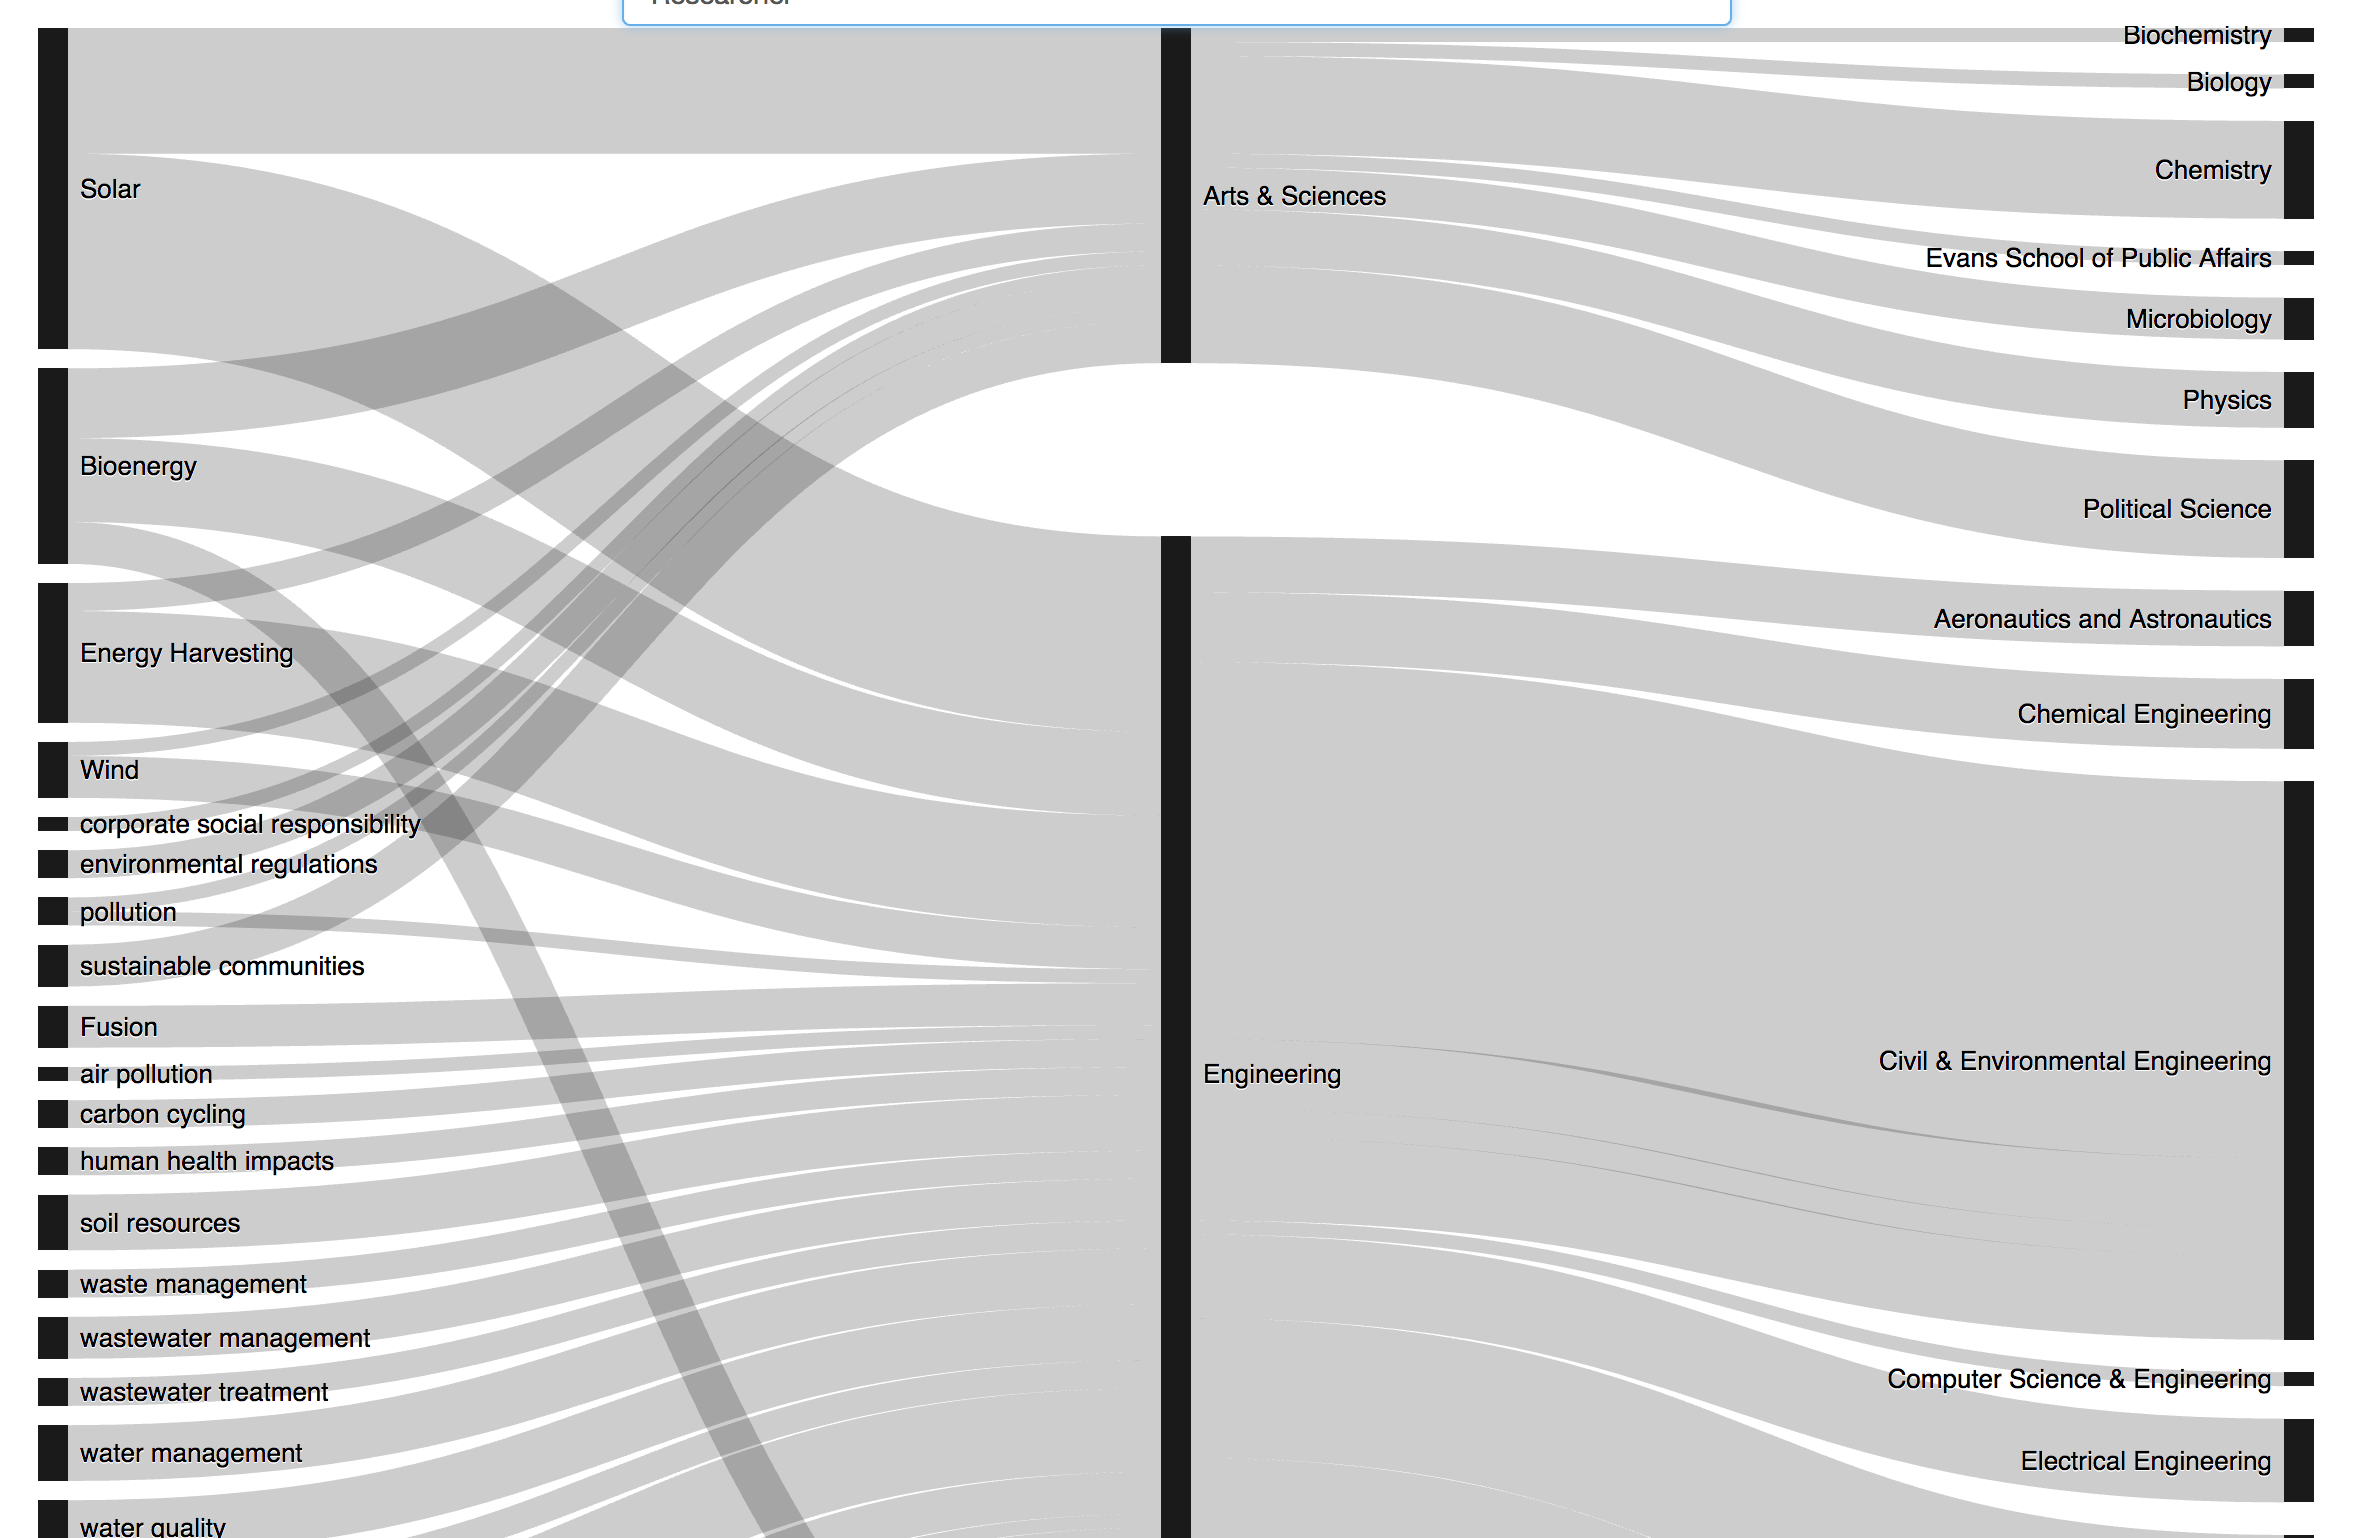 Researcher
Solar
Bioenergy
Energy Harvesting
Wind
corporate social responsibility
environmental regulations
pollution
sustainable communities
Fusion
air pollution
carbon cycling
human health impacts
soil resources
waste management
wastewater management
wastewater treatment
water management
water quality
Arts & Sciences
Engineering
Biochemistry
Biology
Chemistry
Evans School of Public Affairs
Microbiology
Physics
Political Science
Aeronautics and Astronautics
Chemical Engineering
Civil & Environmental Engineering
Computer Science & Engineering
Electrical Engineering